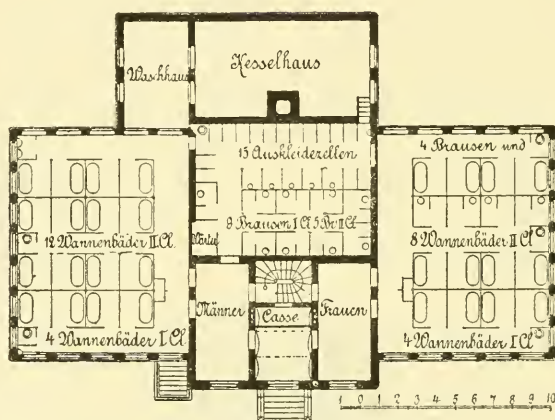 Waschhaus
Kesselhaus
15 Auskleidezellen
4 Brausen und
9 Brausen I Cl 5 Br II Cl
12 Wannenbäder II Cl.
8 Wannenbäder II Cl
Wärter
Männer
Casse
Frauen
4 Wannenbäder I. Cl.
4 Wannenbäder I Cl
1 0 1 2 3 4 5 6 7 8 9 10